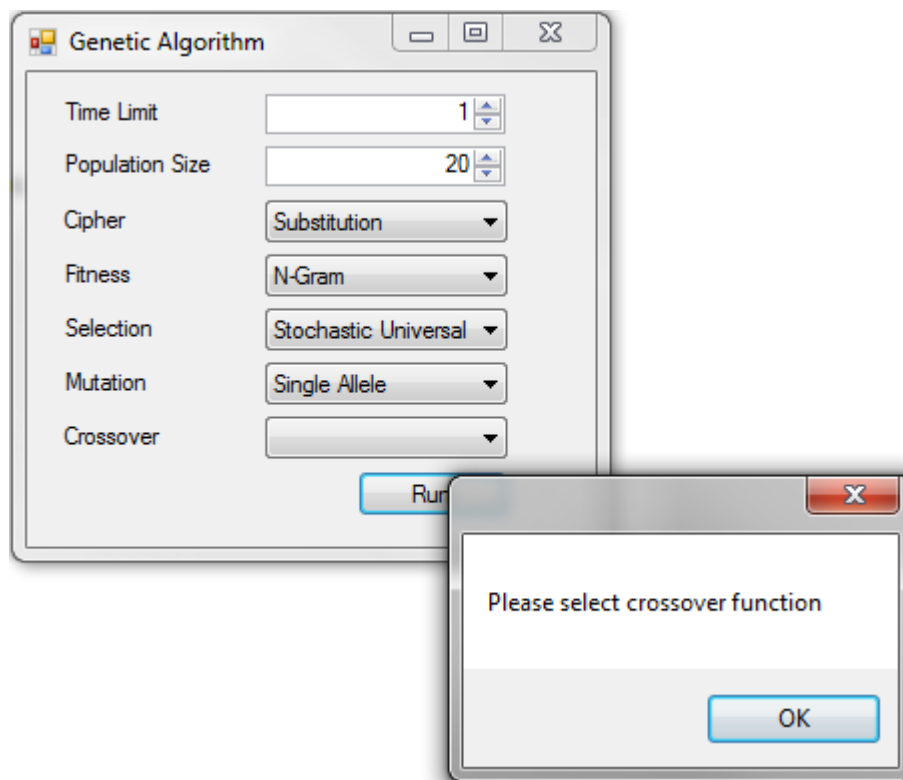 Genetic Algorithm
Time Limit 1
Population Size 20
Cipher Substitution
Fitness N-Gram
Selection Stochastic Universal
Mutation Single Allele
Crossover
Run
Please select crossover function
OK